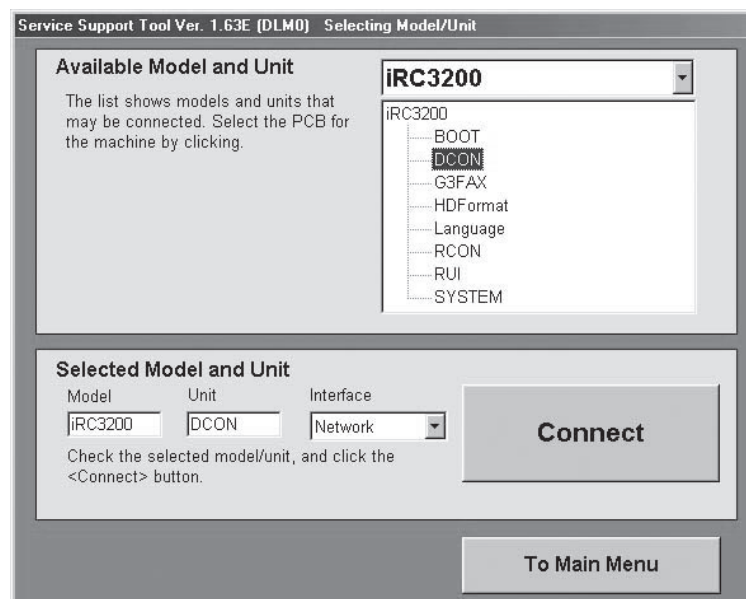 Service Support Tool Ver. 1.63E (DLM0)   Selecting Model/Unit
Available Model and Unit
The list shows models and units that
may be connected. Select the PCB for
the machine by clicking.
iRC3200
iRC3200
BOOT
DCON
G3FAX
HDFormat
Language
RCON
RUI
SYSTEM
Selected Model and Unit
Model Unit Interface
iRC3200 DCON Network
Check the selected model/unit, and click the
<Connect> button.
Connect
To Main Menu